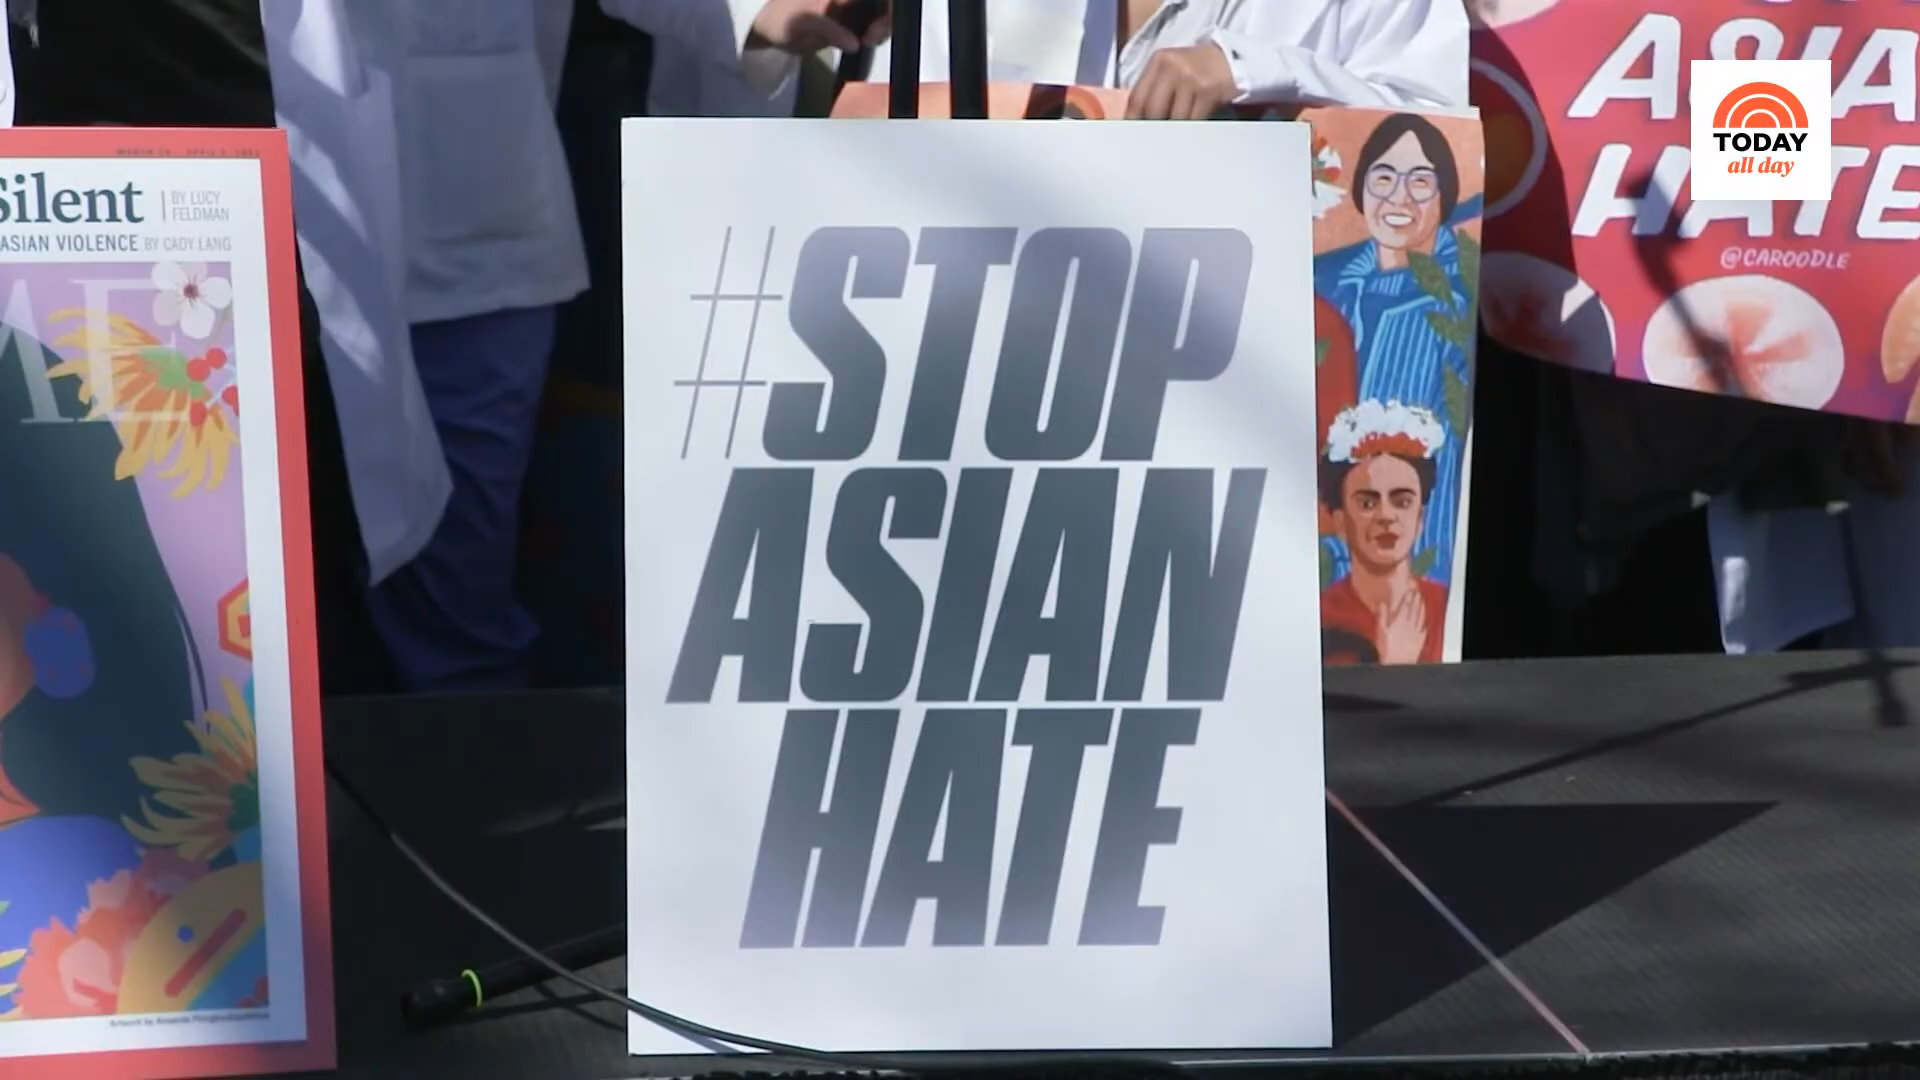 Silent
BY LUCY
FELDMAN
ASIAN VIOLENCE BY CADY LANG
#STOP
ASIAN
HATE
ASIA
HATE
@CAROODLE
TODAY
all day